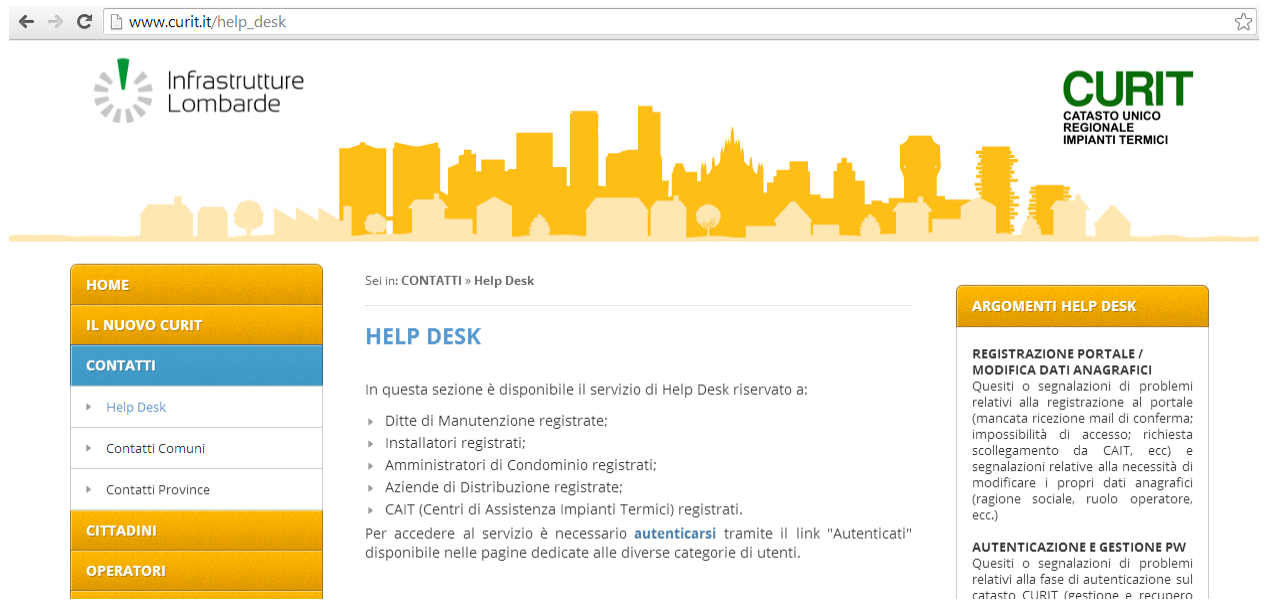 www.curit.it/help_desk
Infrastrutture
Lombarde
CURIT
CATASTO UNICO
REGIONALE
IMPIANTI TERMICI
HOME
IL NUOVO CURIT
CONTATTI
Help Desk
Contatti Comuni
Contatti Province
CITTADINI
OPERATORI
Sei in: CONTATTI » Help Desk
HELP DESK
In questa sezione è disponibile il servizio di Help Desk riservato a:
Ditte di Manutenzione registrate;
Installatori registrati;
Amministratori di Condominio registrati;
Aziende di Distribuzione registrate;
CAIT (Centri di Assistenza Impianti Termici) registrati.
Per accedere al servizio è necessario autenticarsi tramite il link "Autenticati"
disponibile nelle pagine dedicate alle diverse categorie di utenti.
ARGOMENTI HELP DESK
REGISTRAZIONE PORTALE /
MODIFICA DATI ANAGRAFICI
Quesiti o segnalazioni di problemi
relativi alla registrazione al portale
(mancata ricezione mail di conferma;
impossibilità di accesso; richiesta
scollegamento da CAIT, ecc) e
segnalazioni relative alla necessità di
modificare i propri dati anagrafici
(ragione sociale, ruolo operatore,
ecc.)
AUTENTICAZIONE E GESTIONE PW
Quesiti o segnalazioni di problemi
relativi alla fase di autenticazione sul
catasto CURIT (gestione e recupero